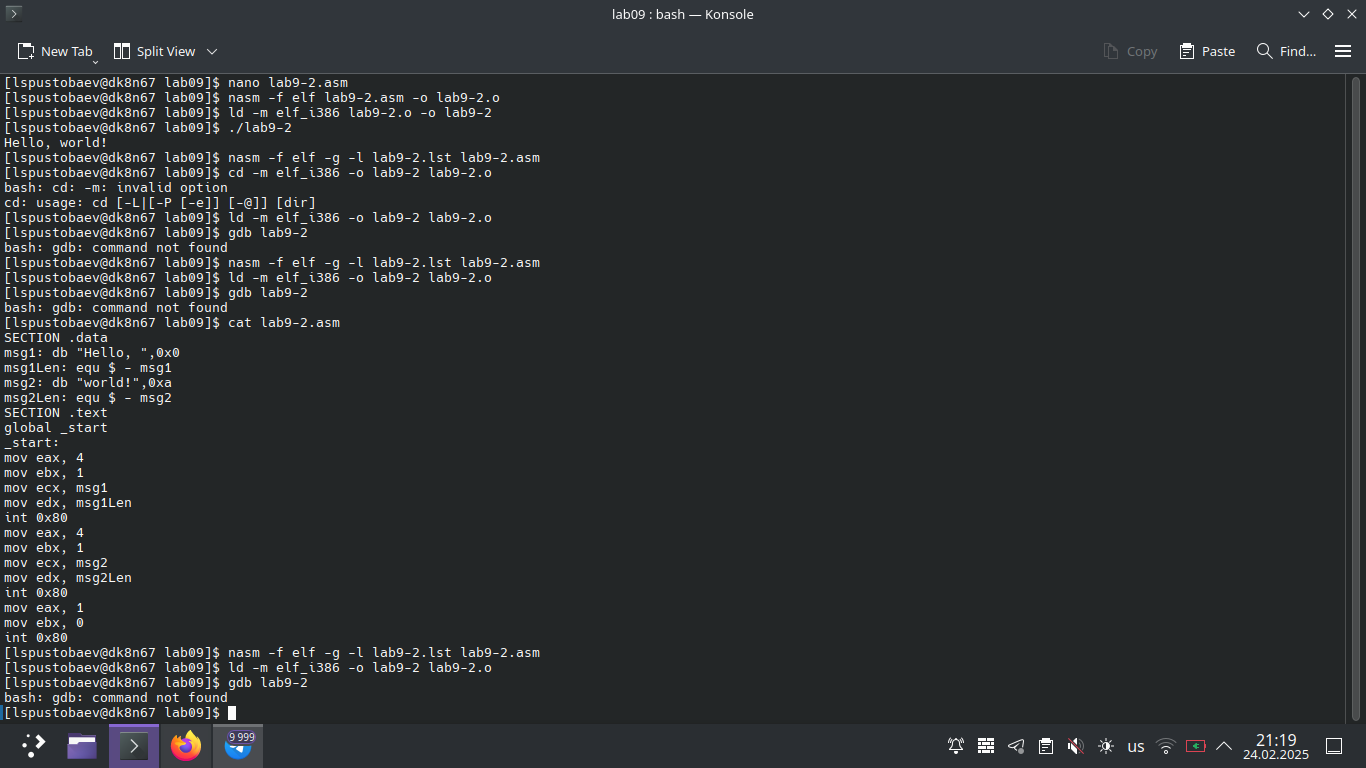 lab09 : bash — Konsole
New Tab
Split View
Copy
Paste
Find...
[lspustobaev@dk8n67 lab09]$ nano lab9-2.asm
[lspustobaev@dk8n67 lab09]$ nasm -f elf lab9-2.asm -o lab9-2.o
[lspustobaev@dk8n67 lab09]$ ld -m elf_i386 lab9-2.o -o lab9-2
[lspustobaev@dk8n67 lab09]$ ./lab9-2
Hello, world!
[lspustobaev@dk8n67 lab09]$ nasm -f elf -g -l lab9-2.lst lab9-2.asm
[lspustobaev@dk8n67 lab09]$ cd -m elf_i386 -o lab9-2 lab9-2.o
bash: cd: -m: invalid option
cd: usage: cd [-L|[-P [-e]] [-@]] [dir]
[lspustobaev@dk8n67 lab09]$ ld -m elf_i386 -o lab9-2 lab9-2.o
[lspustobaev@dk8n67 lab09]$ gdb lab9-2
bash: gdb: command not found
[lspustobaev@dk8n67 lab09]$ nasm -f elf -g -l lab9-2.lst lab9-2.asm
[lspustobaev@dk8n67 lab09]$ ld -m elf_i386 -o lab9-2 lab9-2.o
[lspustobaev@dk8n67 lab09]$ gdb lab9-2
bash: gdb: command not found
[lspustobaev@dk8n67 lab09]$ cat lab9-2.asm
SECTION .data
msg1: db "Hello, ",0x0
msg1Len: equ $ - msg1
msg2: db "world!",0xa
msg2Len: equ $ - msg2
SECTION .text
global _start
_start:
mov eax, 4
mov ebx, 1
mov ecx, msg1
mov edx, msg1Len
int 0x80
mov eax, 4
mov ebx, 1
mov ecx, msg2
mov edx, msg2Len
int 0x80
mov eax, 1
mov ebx, 0
int 0x80
[lspustobaev@dk8n67 lab09]$ nasm -f elf -g -l lab9-2.lst lab9-2.asm
[lspustobaev@dk8n67 lab09]$ ld -m elf_i386 -o lab9-2 lab9-2.o
[lspustobaev@dk8n67 lab09]$ gdb lab9-2
bash: gdb: command not found
[lspustobaev@dk8n67 lab09]$
9 999
us
21:19
24.02.2025